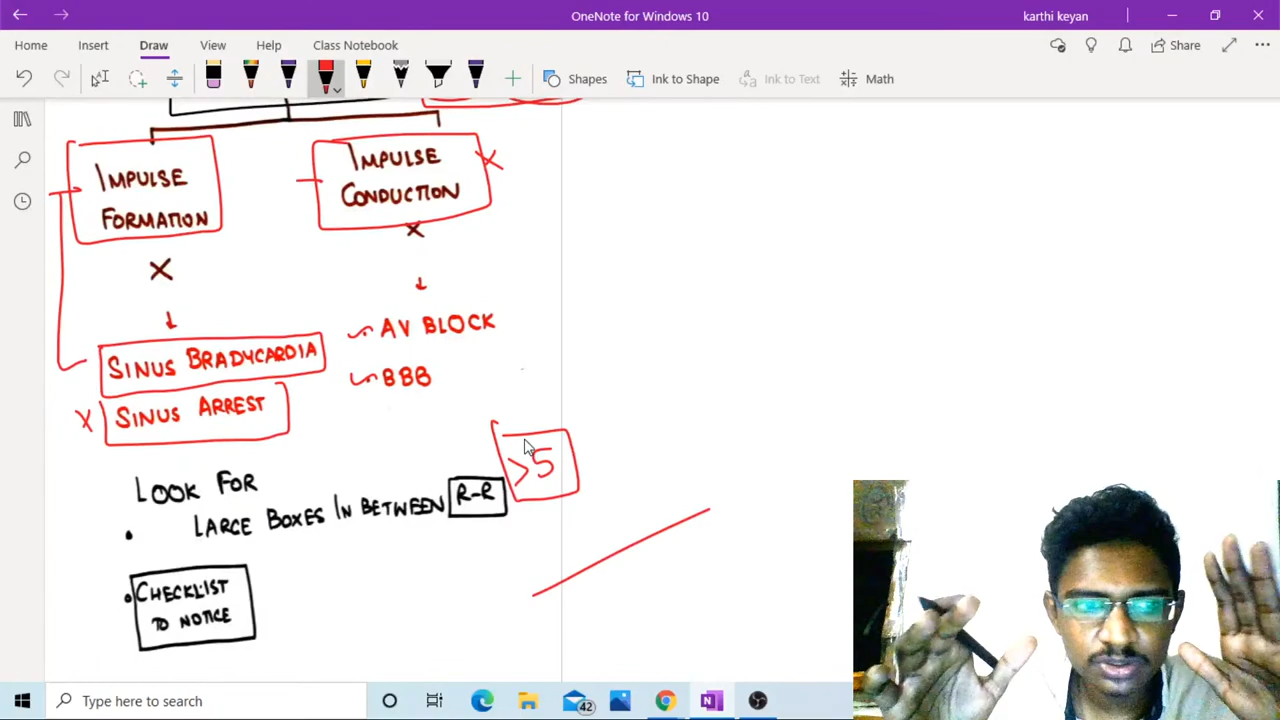 OneNote for Windows 10
karthi keyan
Home Insert Draw View Help Class Notebook
Share
Shapes Ink to Shape Ink to Text Math
IMPULSE
FORMATION
X
IMPULSE
CONDUCTION
X
X
SINUS BRADYCARDIA
X SINUS ARREST
AV BLOCK
BBB
LOOK FOR
• LARGE BOXES IN BETWEEN R-R >5
• CHECKLIST
TO NOTICE
Type here to search
42